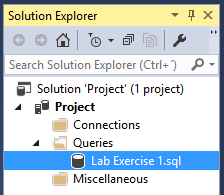 Solution Explorer
Search Solution Explorer (Ctrl+¨)
Solution 'Project' (1 project)
Project
Connections
Queries
Lab Exercise 1.sql
Miscellaneous